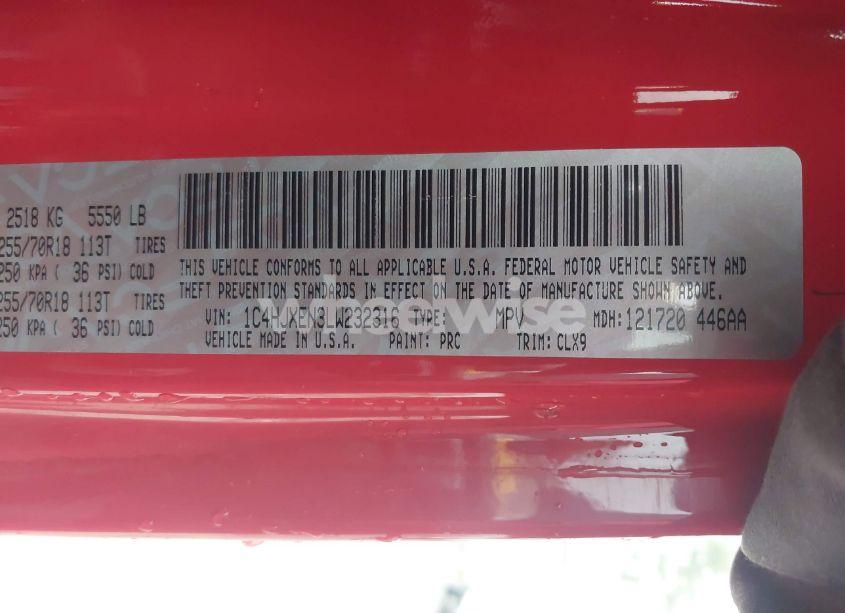 2518 KG 5550 LB
255/70R18 113T TIRES
250 KPA ( 36 PSI) COLD
255/70R18 113T TIRES
250 KPA ( 36 PSI) COLD
THIS VEHICLE CONFORMS TO ALL APPLICABLE U.S.A. FEDERAL MOTOR VEHICLE SAFETY AND
THEFT PREVENTION STANDARDS IN EFFECT ON THE DATE OF MANUFACTURE SHOWN ABOVE.
VIN: 1C4HJXEN3LW232316 TYPE: MPV MDH: 121720 446AA
VEHICLE MADE IN U.S.A. PAINT: PRC TRIM: CLX9
wheewise